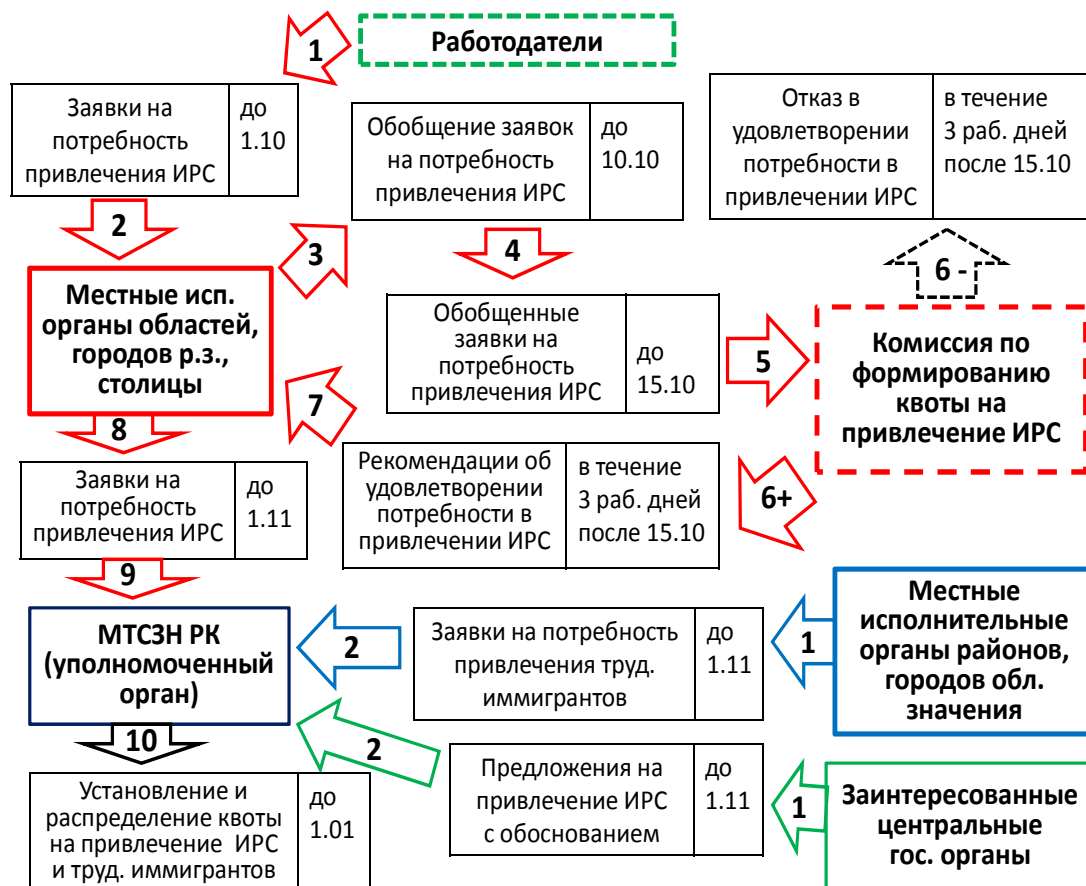 1
Работодатели
Заявки на
потребность
привлечения ИРС
до
1.10
Обобщение заявок
на потребность
привлечения ИРС
до
10.10
Отказ в
удовлетворении
потребности в
привлечении ИРС
в течение
3 раб. дней
после 15.10
2
3
4
6 -
Местные исп.
органы областей,
городов р.з.,
столицы
Обобщенные
заявки на
потребность
привлечения ИРС
до
15.10
5
Комиссия по
формированию
квоты на
привлечение ИРС
7
8
Заявки на
потребность
привлечения ИРС
до
1.11
Рекомендации об
удовлетворении
потребности в
привлечении ИРС
в течение
3 раб. дней
после 15.10
6+
9
МТСЗН РК
(уполномоченный
орган)
2
Заявки на потребность
привлечения труд.
иммигрантов
до
1.11
1
Местные
исполнительные
органы районов,
городов обл.
значения
10
2
Установление и
распределение квоты
на привлечение ИРС
и труд. иммигрантов
до
1.01
Предложения на
привлечение ИРС
с обоснованием
до
1.11
1
Заинтересованные
центральные
гос. органы